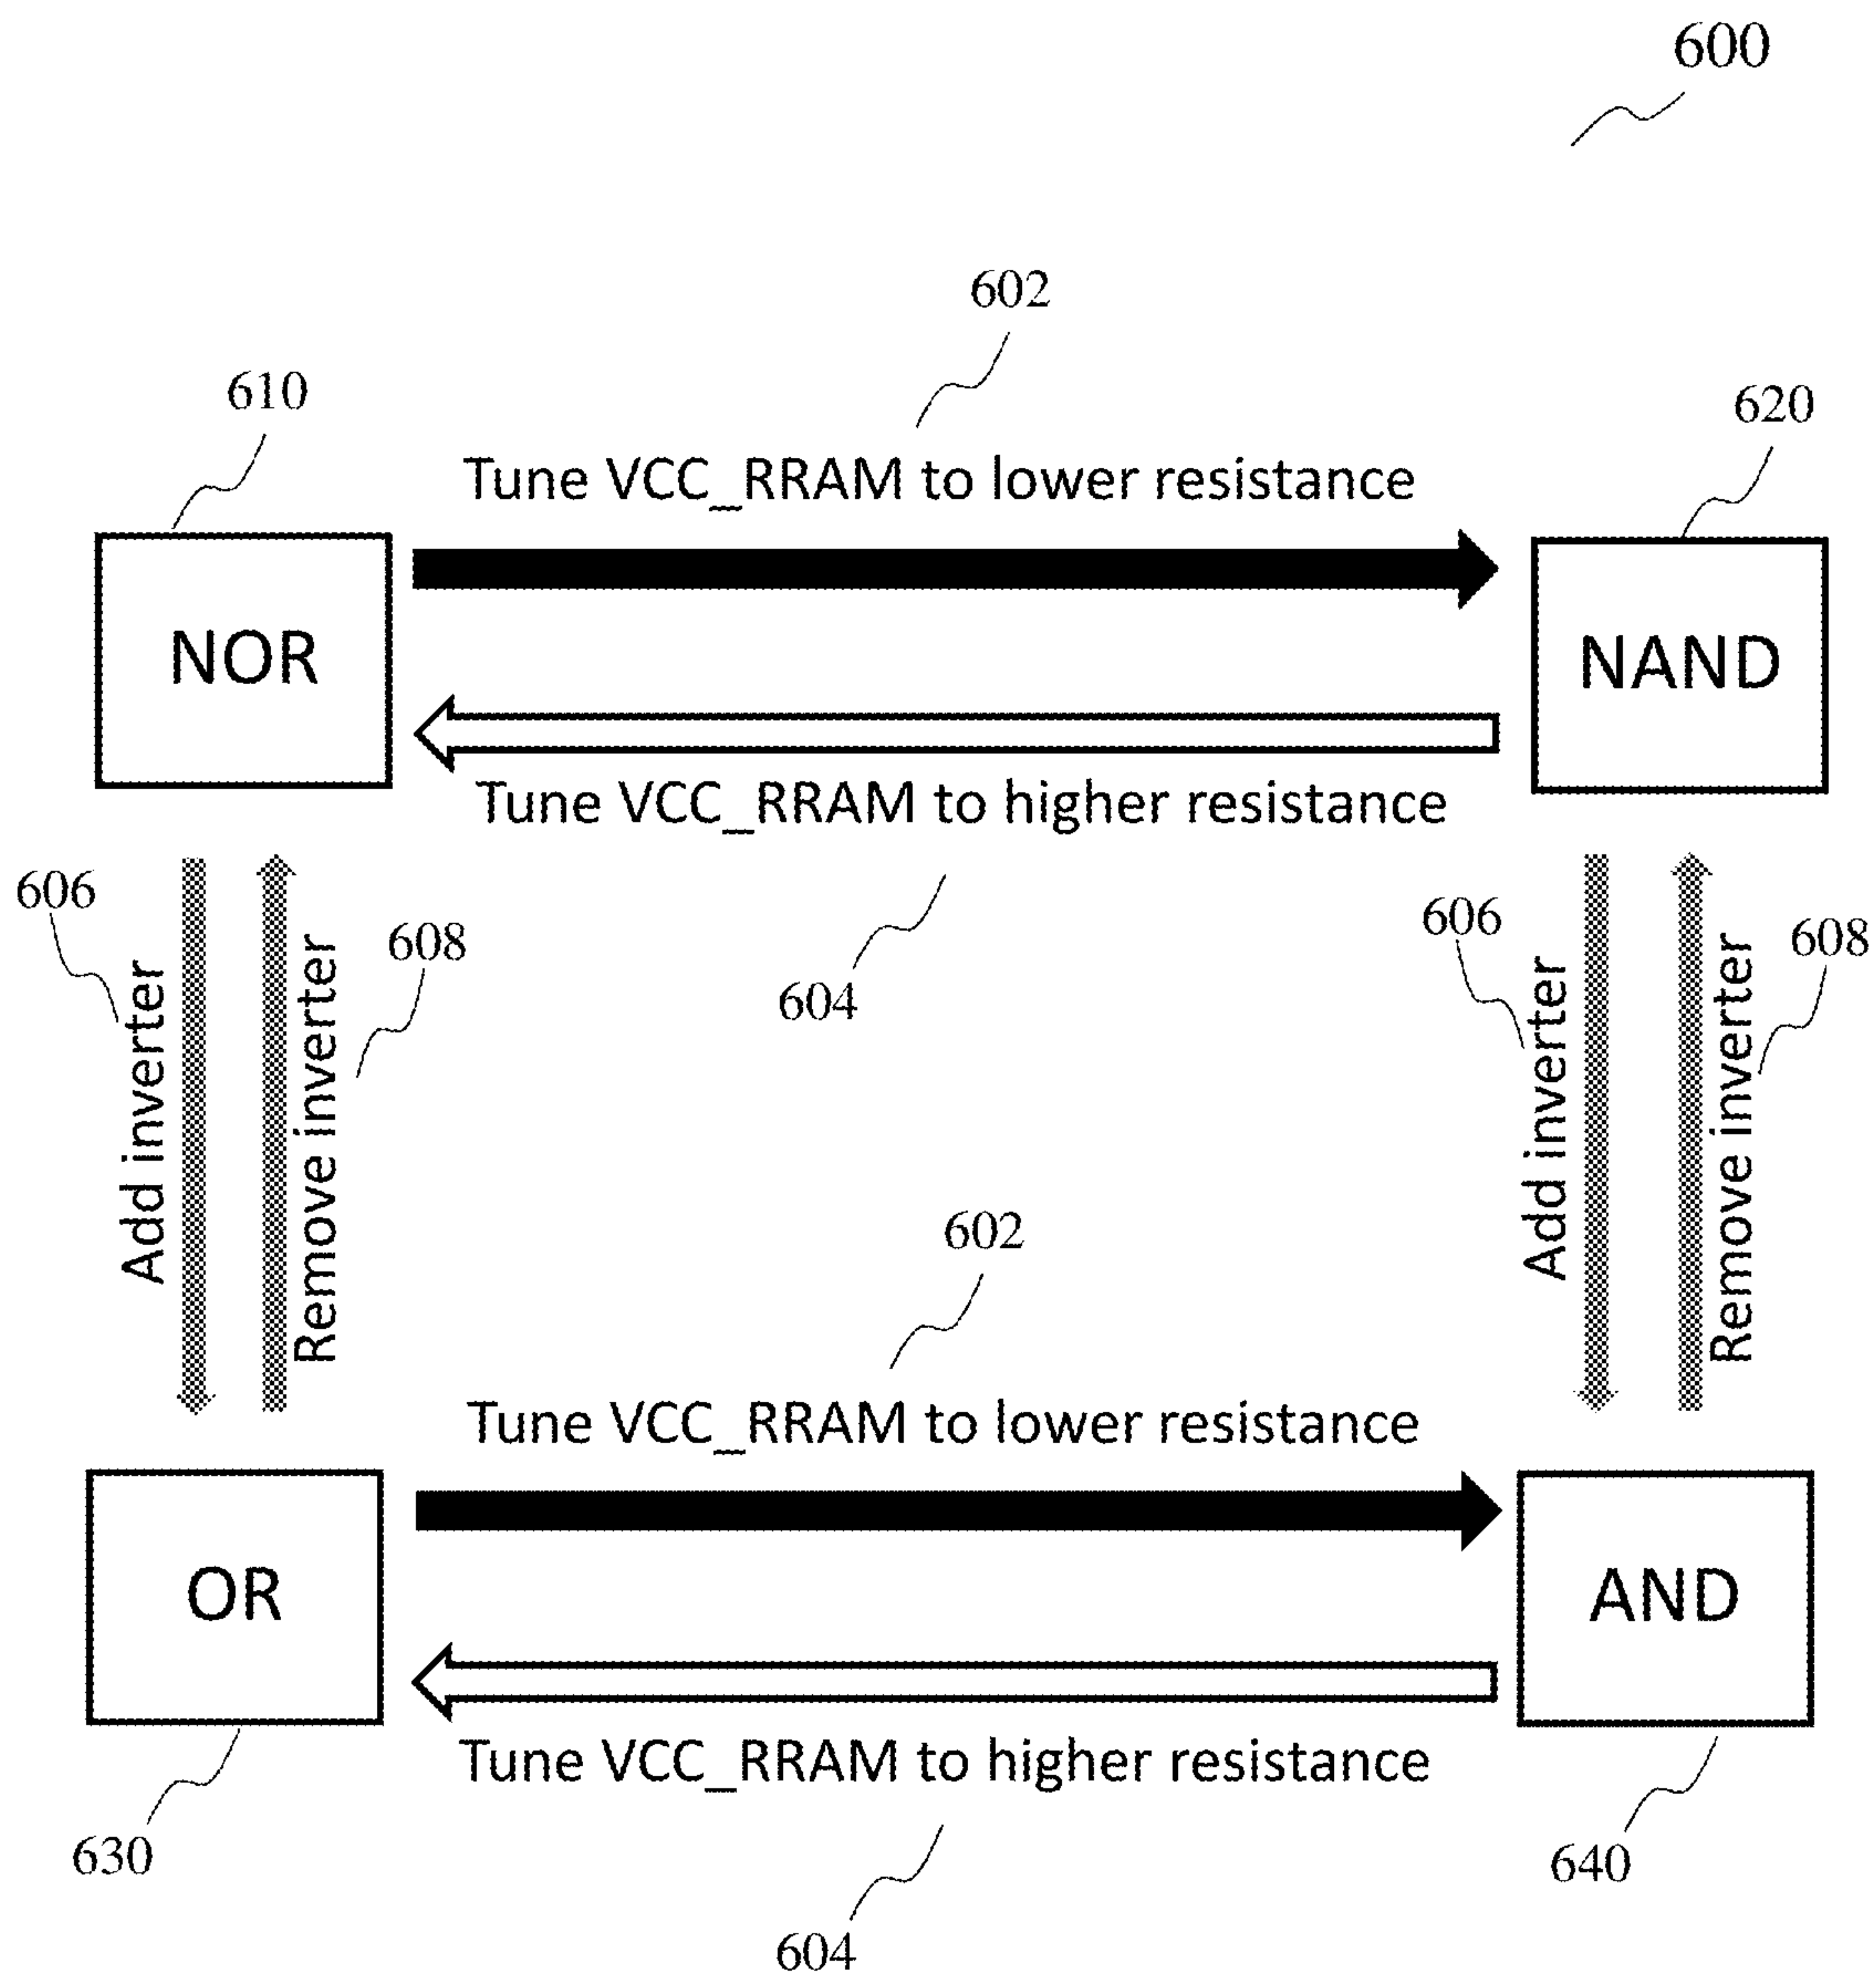 600
602
610
620
Tune VCC_RRAM to lower resistance
NOR
NAND
Tune VCC_RRAM to higher resistance
604
606
Add inverter
Remove inverter
608
606
Add inverter
Remove inverter
608
602
Tune VCC_RRAM to lower resistance
OR
AND
Tune VCC_RRAM to higher resistance
630
640
604